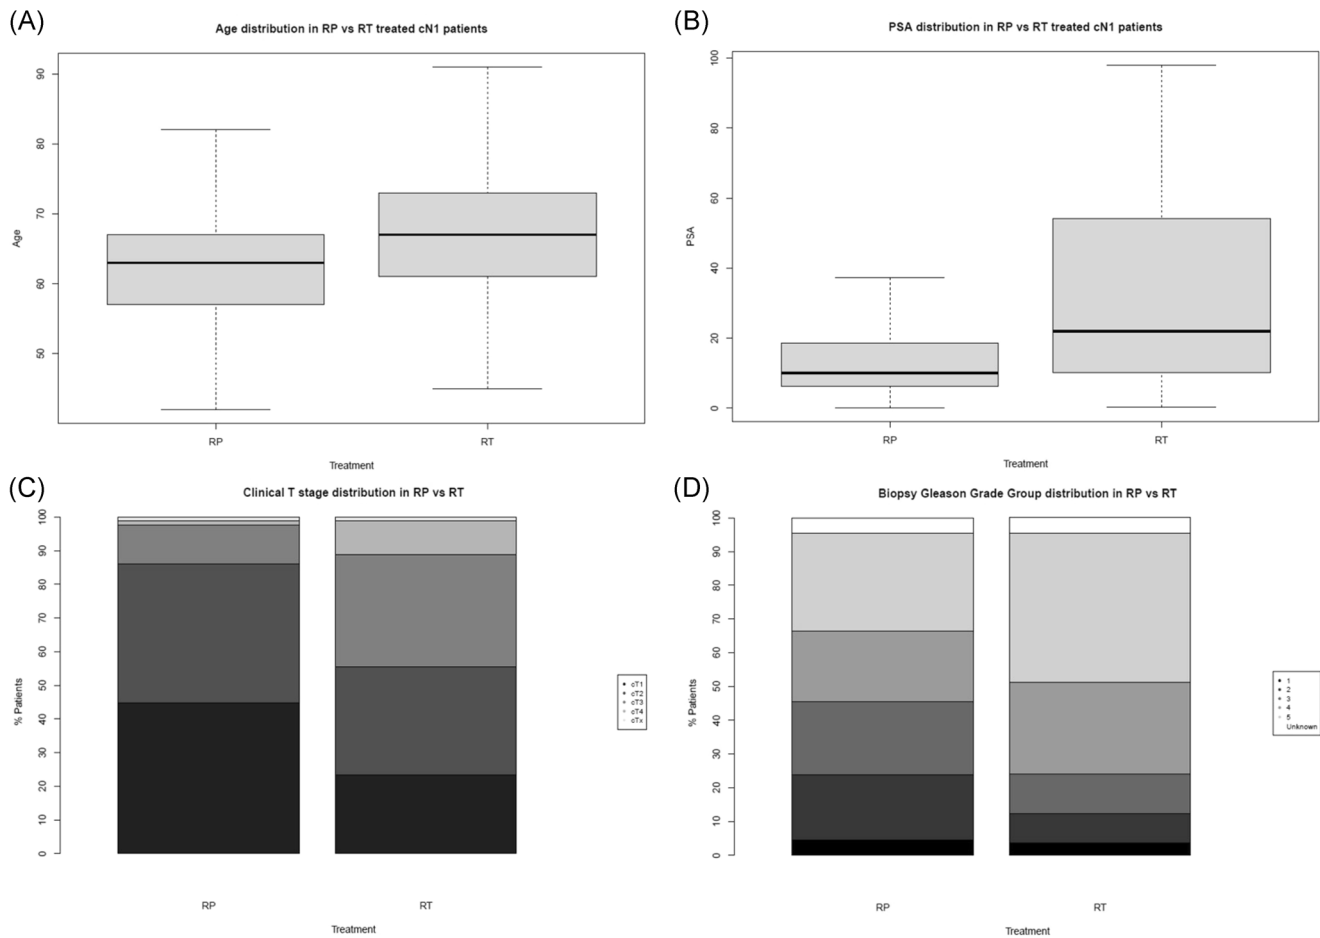 (A)
Age distribution in RP vs RT treated cN1 patients
90
80
70
60
50
Age
RP
RT
Treatment
(B)
PSA distribution in RP vs RT treated cN1 patients
100
80
60
40
20
0
PSA
RP
RT
Treatment
(C)
Clinical T stage distribution in RP vs RT
100
90
80
70
60
50
40
30
20
10
0
% Patients
cT1
cT2
cT3
cT4
cTx
RP
RT
Treatment
(D)
Biopsy Gleason Grade Group distribution in RP vs RT
100
90
80
70
60
50
40
30
20
10
0
% Patients
1
2
3
4
5
Unknown
RP
RT
Treatment